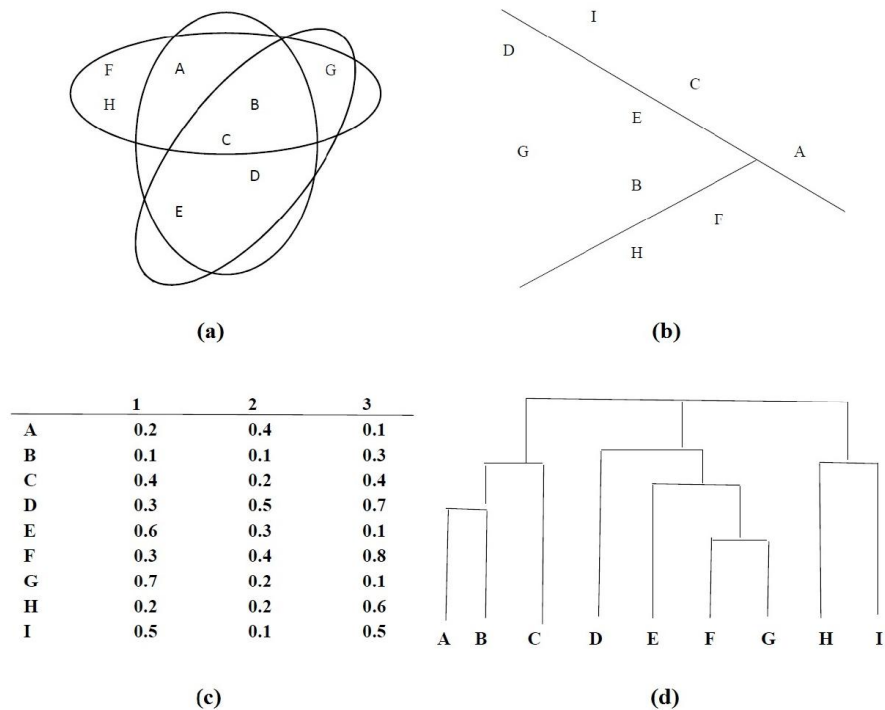 F A G
H B
C
D
E
(a)
I
D
C
E
G A
B
F
H
(b)
1 2 3
A 0.2 0.4 0.1
B 0.1 0.1 0.3
C 0.4 0.2 0.4
D 0.3 0.5 0.7
E 0.6 0.3 0.1
F 0.3 0.4 0.8
G 0.7 0.2 0.1
H 0.2 0.2 0.6
I 0.5 0.1 0.5
(c)
A B C D E F G H I
(d)